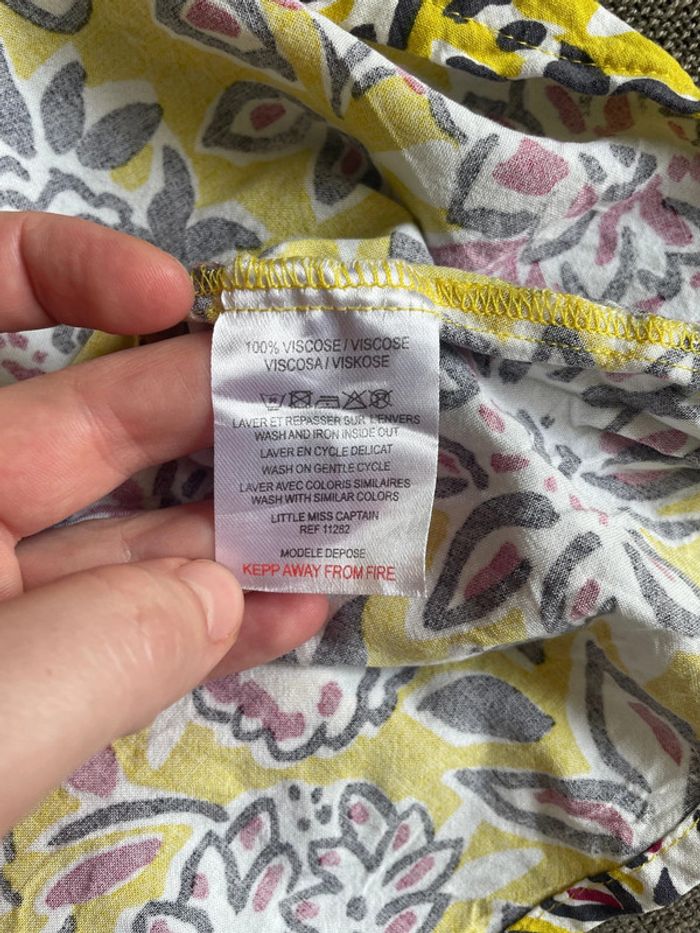 100% VISCOSE / VISCOSE
VISCOSA / VISKOSE
LAVER ET REPASSER SUR L'ENVERS
WASH AND IRON INSIDE OUT
LAVER EN CYCLE DELICAT
WASH ON GENTLE CYCLE
LAVER AVEC COLORIS SIMILAIRES
WASH WITH SIMILAR COLORS
LITTLE MISS CAPTAIN
REF 11282
MODELE DEPOSE
KEPP AWAY FROM FIRE